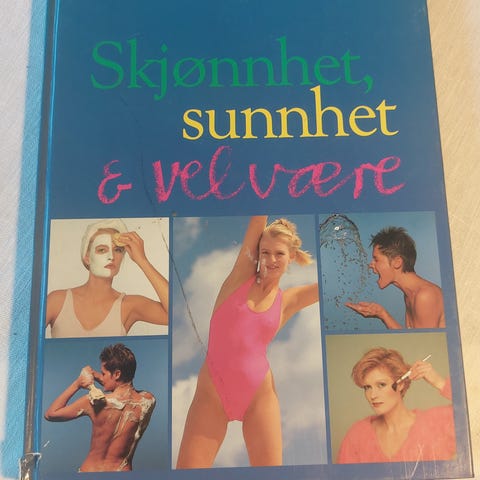 Skjønnhet,
sunnhet
& velvære